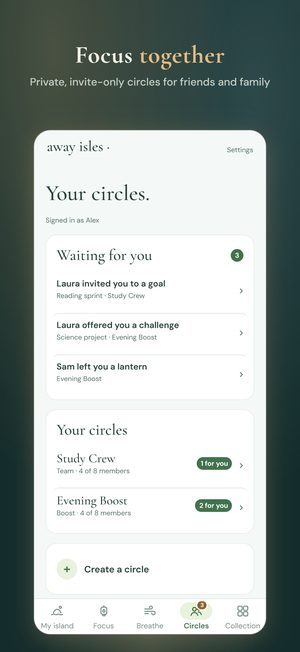 Focus together
Private, invite-only circles for friends and family
away isles ·
Settings
Your circles.
Signed in as Alex
Waiting for you
3
Laura invited you to a goal
Reading sprint · Study Crew
Laura offered you a challenge
Science project · Evening Boost
Sam left you a lantern
Evening Boost
Your circles
Study Crew
Team · 4 of 8 members
1 for you
Evening Boost
Boost · 4 of 8 members
2 for you
+ Create a circle
3
My island Focus Breathe Circles Collection